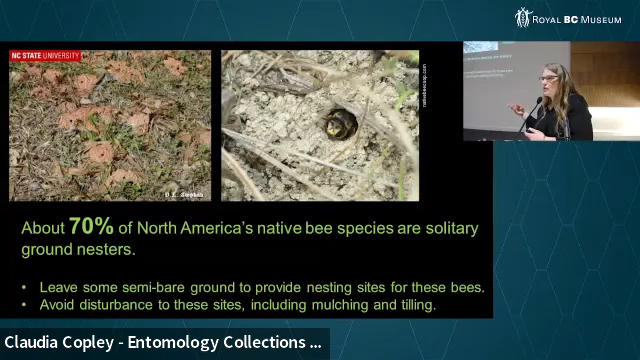 ROYAL BC MUSEUM
NC STATE UNIVERSITY
nativebeecoop.com
About 70% of North America's native bee species are solitary
ground nesters.
• Leave some semi-bare ground to provide nesting sites for these bees.
• Avoid disturbance to these sites, including mulching and tilling.
Claudia Copley - Entomology Collections ...